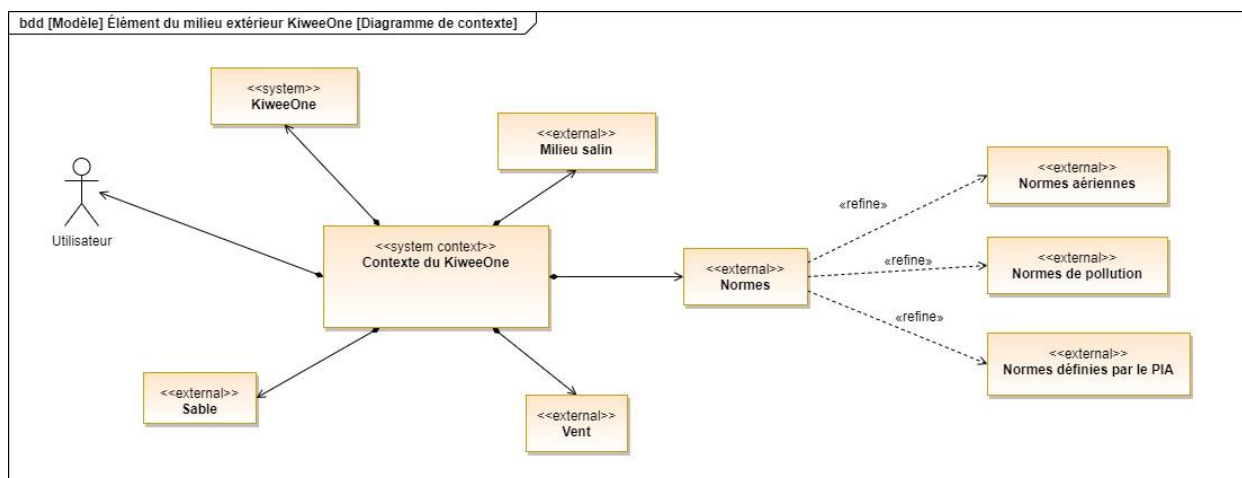 bdd [Modèle] Élément du milieu extérieur KiweeOne [Diagramme de contexte]
<<system>>
KiweeOne
<<external>>
Milieu salin
<<external>>
Normes aériennes
«refine»
Utilisateur
<<system context>>
Contexte du KiweeOne
<<external>>
Normes
«refine»
<<external>>
Normes de pollution
«refine»
<<external>>
Normes définies par le PIA
<<external>>
Sable
<<external>>
Vent